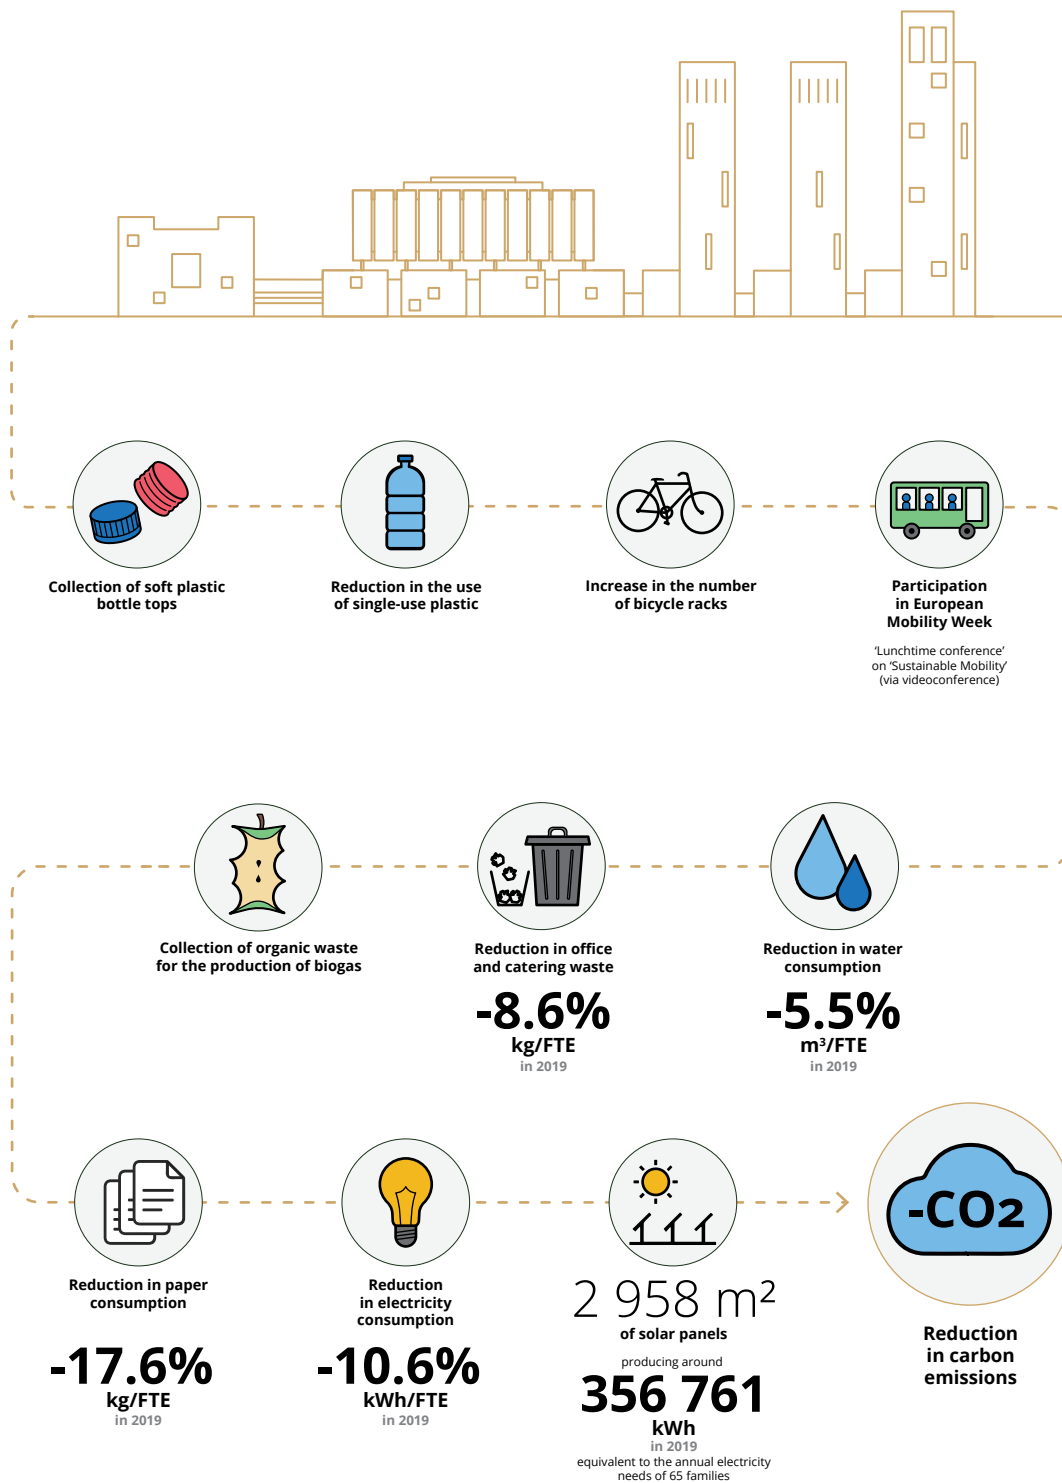 Collection of soft plastic
bottle tops
Reduction in the use
of single-use plastic
Increase in the number
of bicycle racks
Participation
in European
Mobility Week
‘Lunchtime conference’
on ‘Sustainable Mobility’
(via videoconference)
Collection of organic waste
for the production of biogas
Reduction in office
and catering waste
-8.6%
kg/FTE
in 2019
Reduction in water
consumption
-5.5%
m³/FTE
in 2019
Reduction in paper
consumption
-17.6%
kg/FTE
in 2019
Reduction
in electricity
consumption
-10.6%
kWh/FTE
in 2019
2 958 m²
of solar panels
producing around
356 761
kWh
in 2019
equivalent to the annual electricity
needs of 65 families
-CO2
Reduction
in carbon
emissions